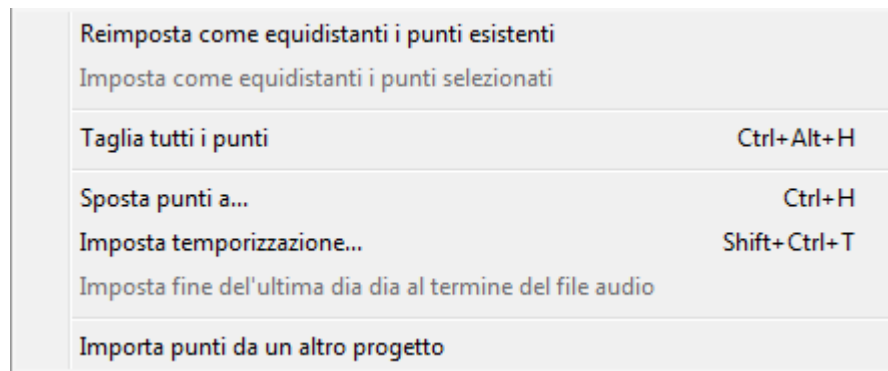 Reimposta come equidistanti i punti esistenti
Imposta come equidistanti i punti selezionati
Taglia tutti i punti Ctrl+Alt+H
Sposta punti a... Ctrl+H
Imposta temporizzazione... Shift+Ctrl+T
Imposta fine del'ultima dia dia al termine del file audio
Importa punti da un altro progetto